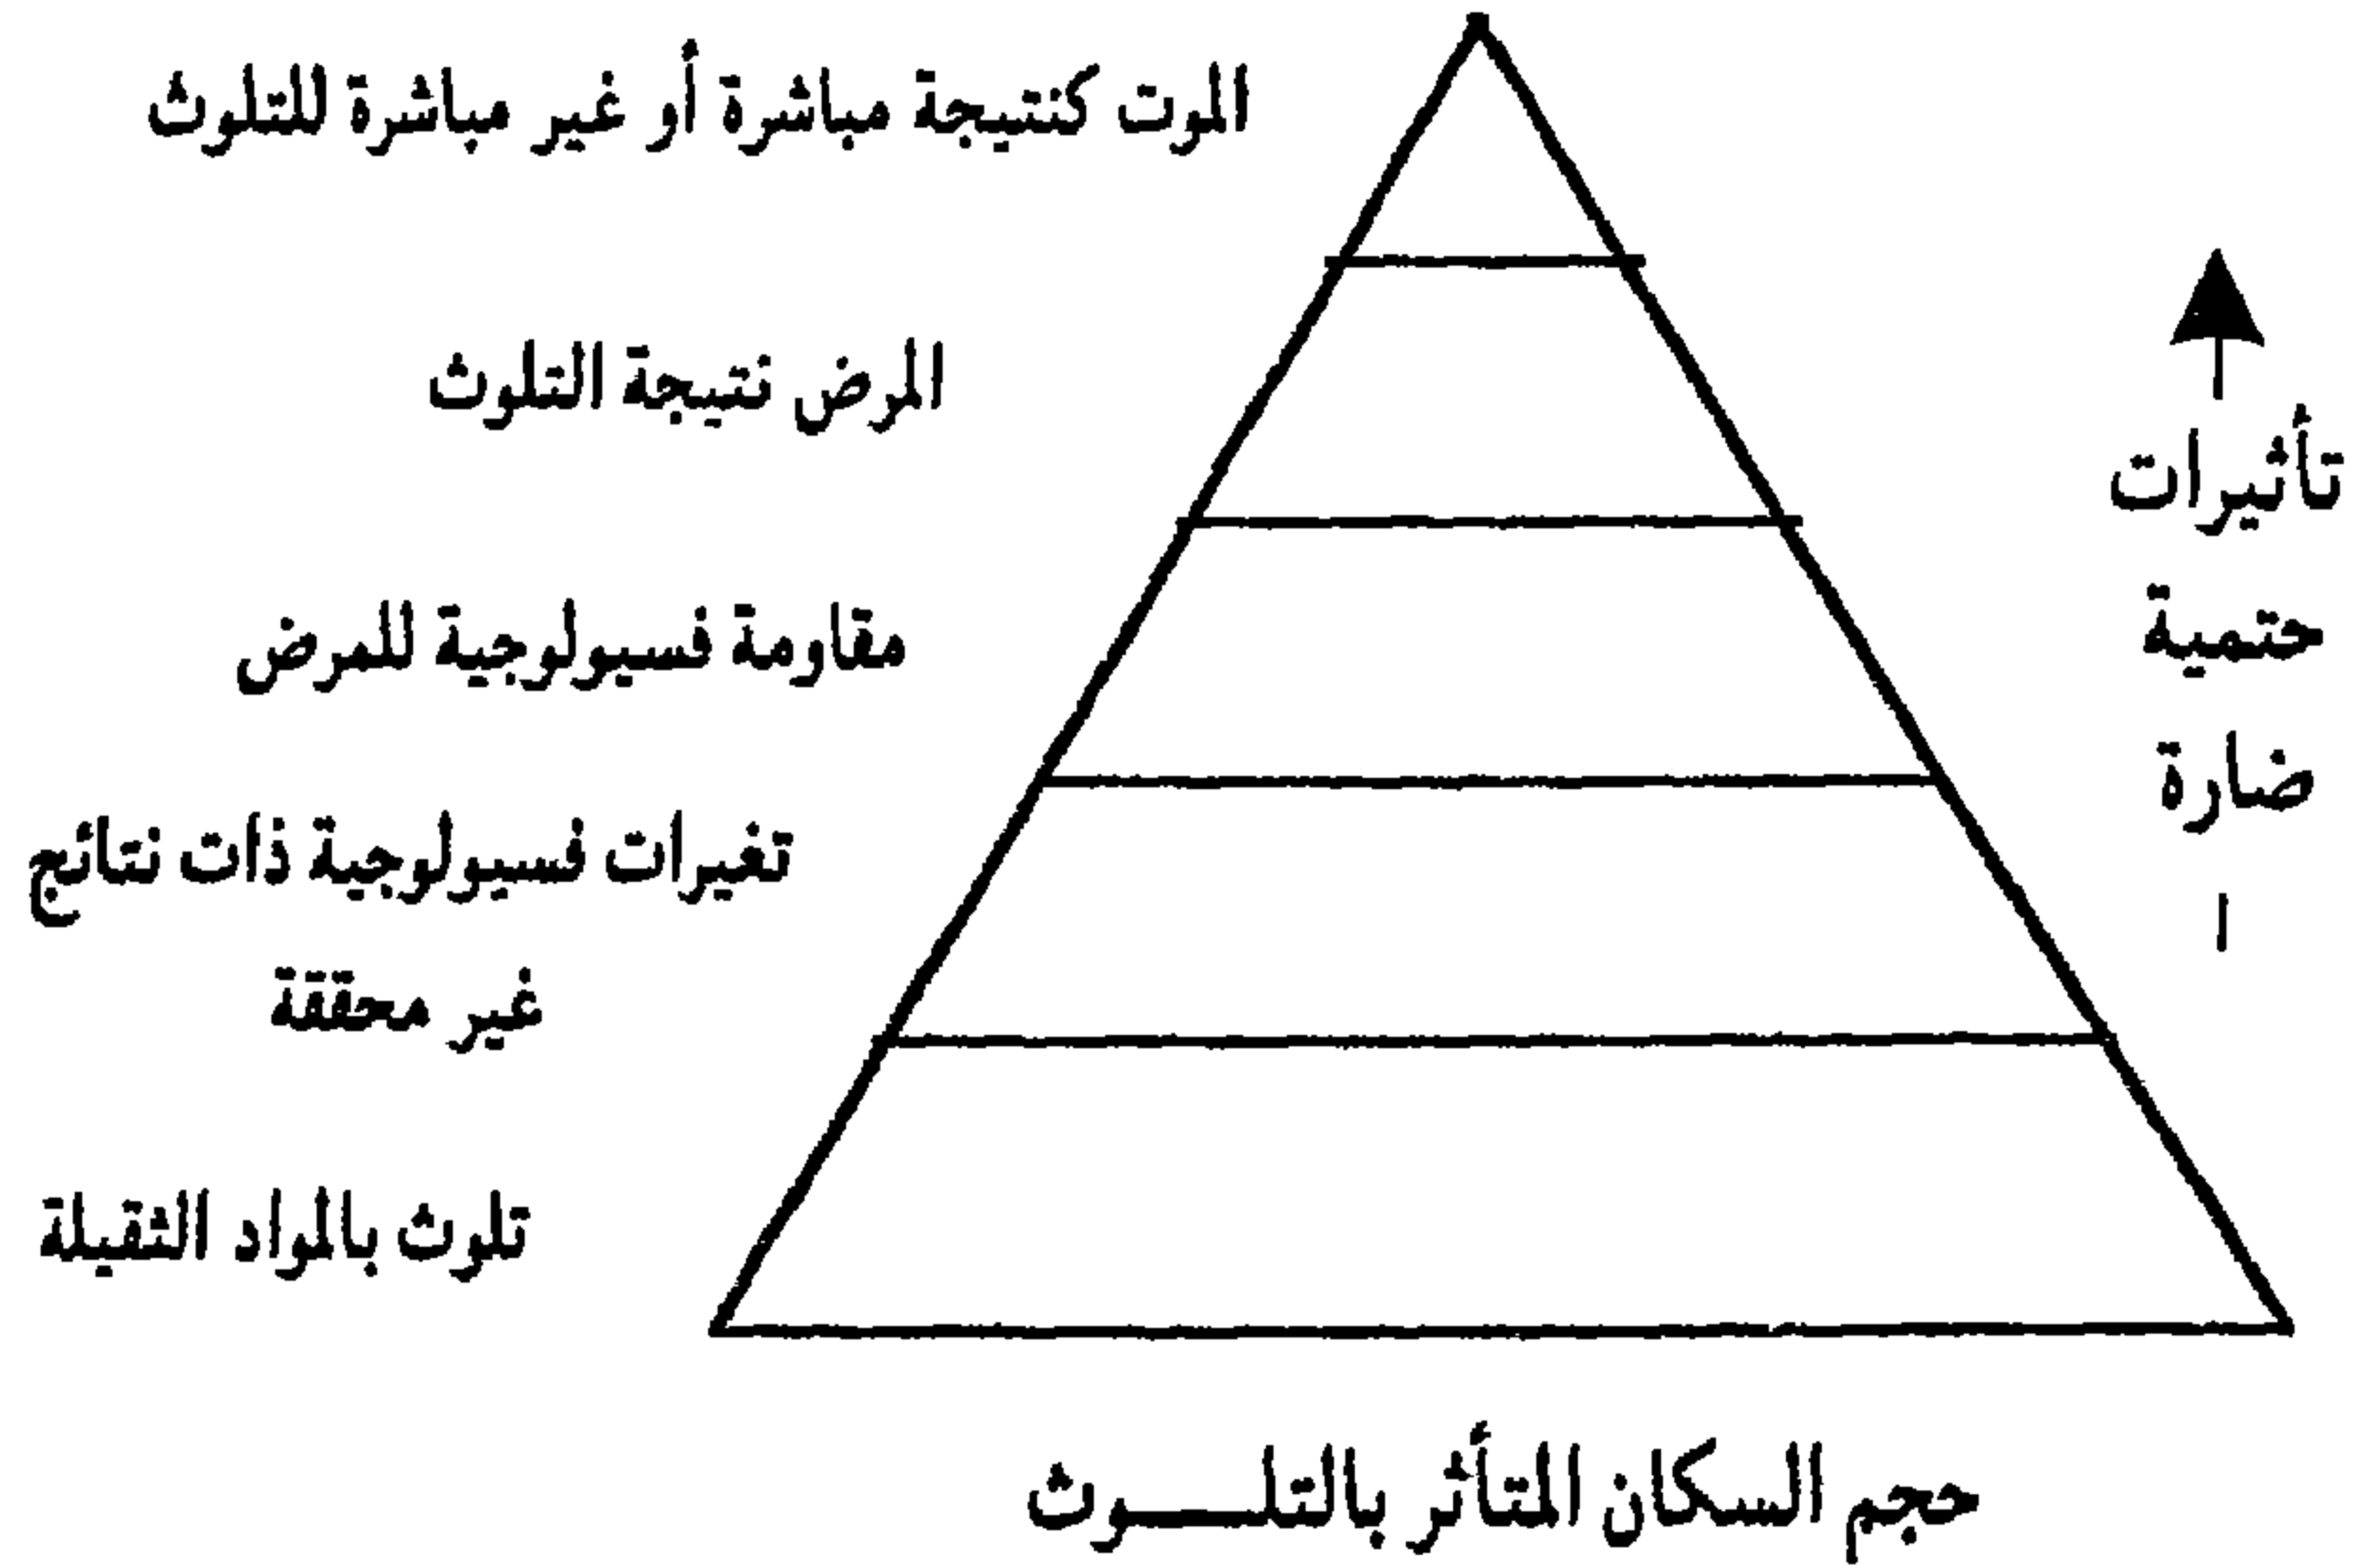 الموت كنتيجة مباشرة أو غير مباشرة للتلوث
المرض نتيجة التلوث
مقاومة فسيولوجية للمرض
تغيرات فسيولوجية ذات نتائج
غير محققة
تلوث بالمواد الثقيلة
تأثيرات
حتمية
ضارة
حجم السكان المتأثر بالتلـــوث